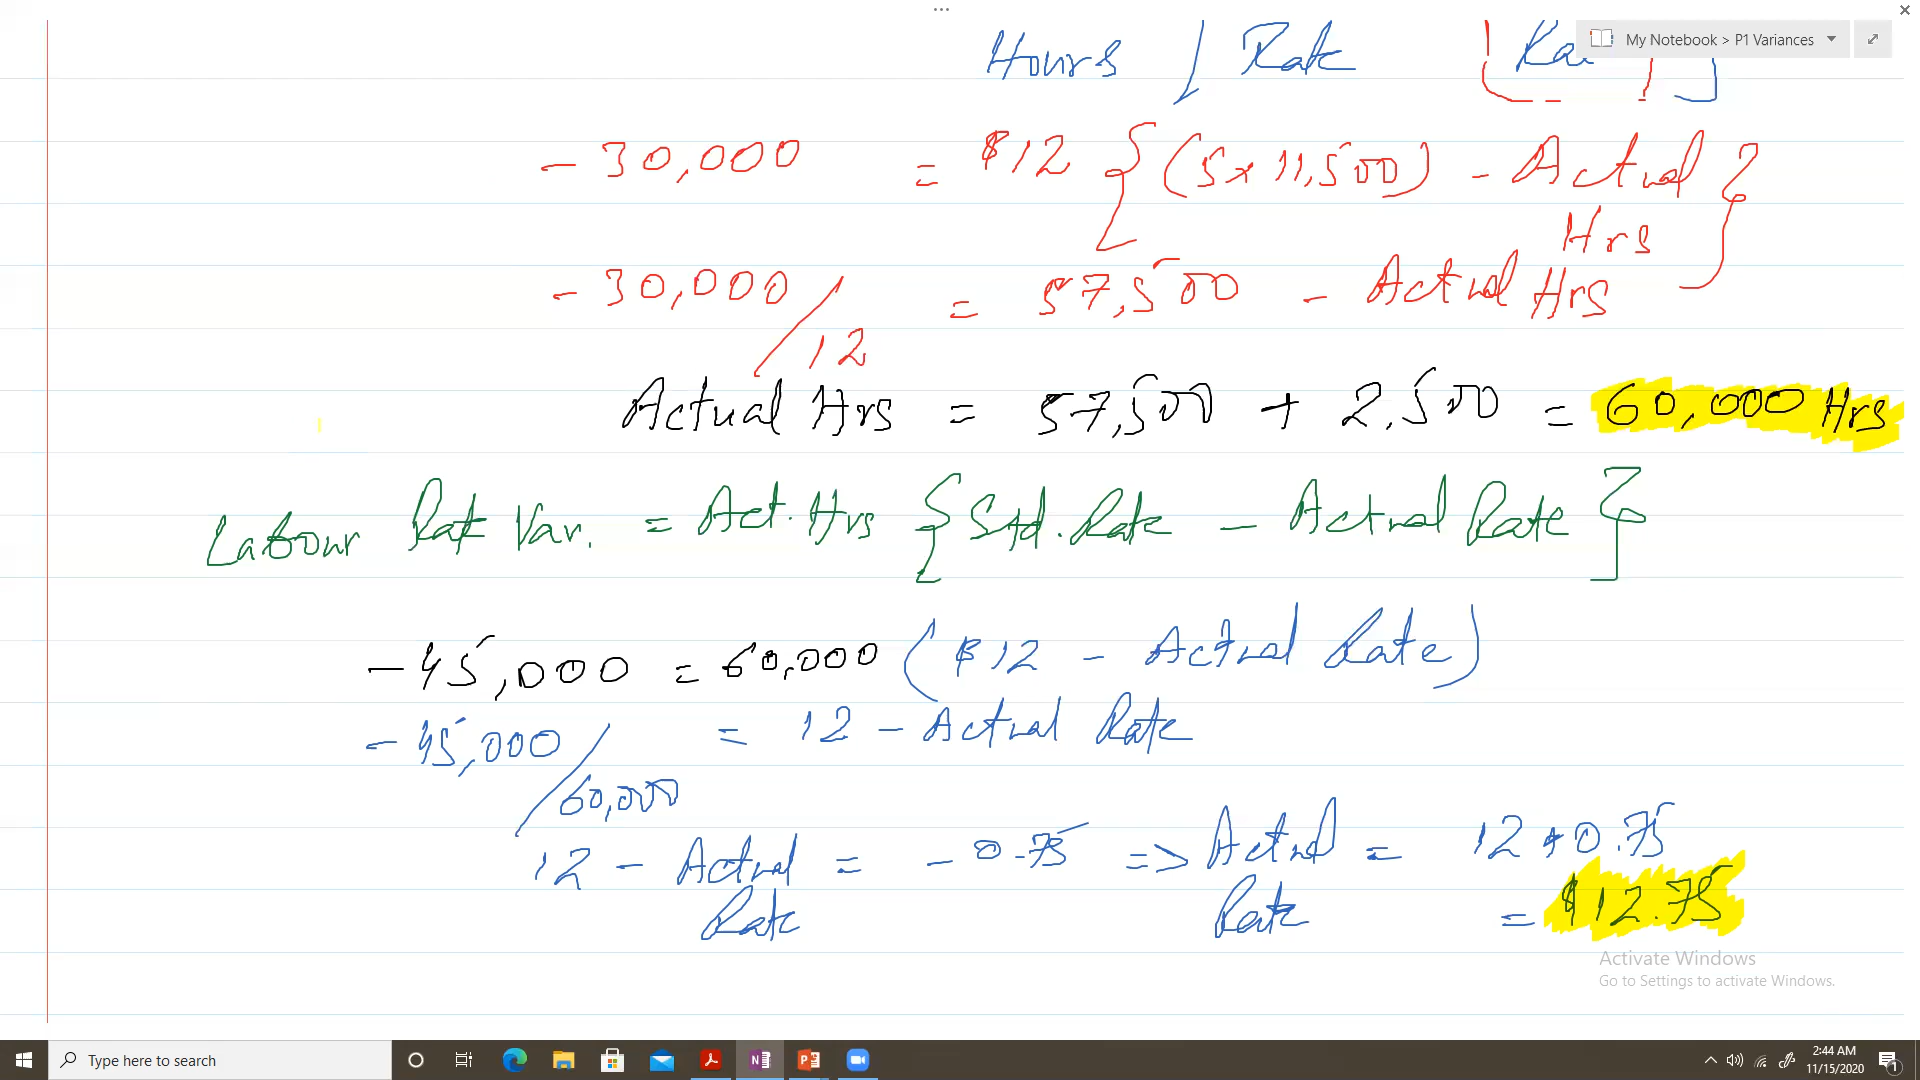 My Notebook > P1 Variances
Hours [ Rate
- 30,000 = $12 { (5 x 11,500) - Actual Hrs }
- 30,000 / 12 = 57,500 - Actual Hrs
Actual Hrs = 57,500 + 2,500 = 60,000 Hrs
Labour Rate Var. = Act. Hrs { Std. Rate - Actual Rate }
- 45,000 = 60,000 ( $12 - Actual Rate )
- 45,000 / 60,000 = 12 - Actual Rate
12 - Actual Rate = - 0.75 => Actual Rate = 12 + 0.75
= $12.75
Activate Windows
Go to Settings to activate Windows.
Type here to search
2:44 AM
11/15/2020